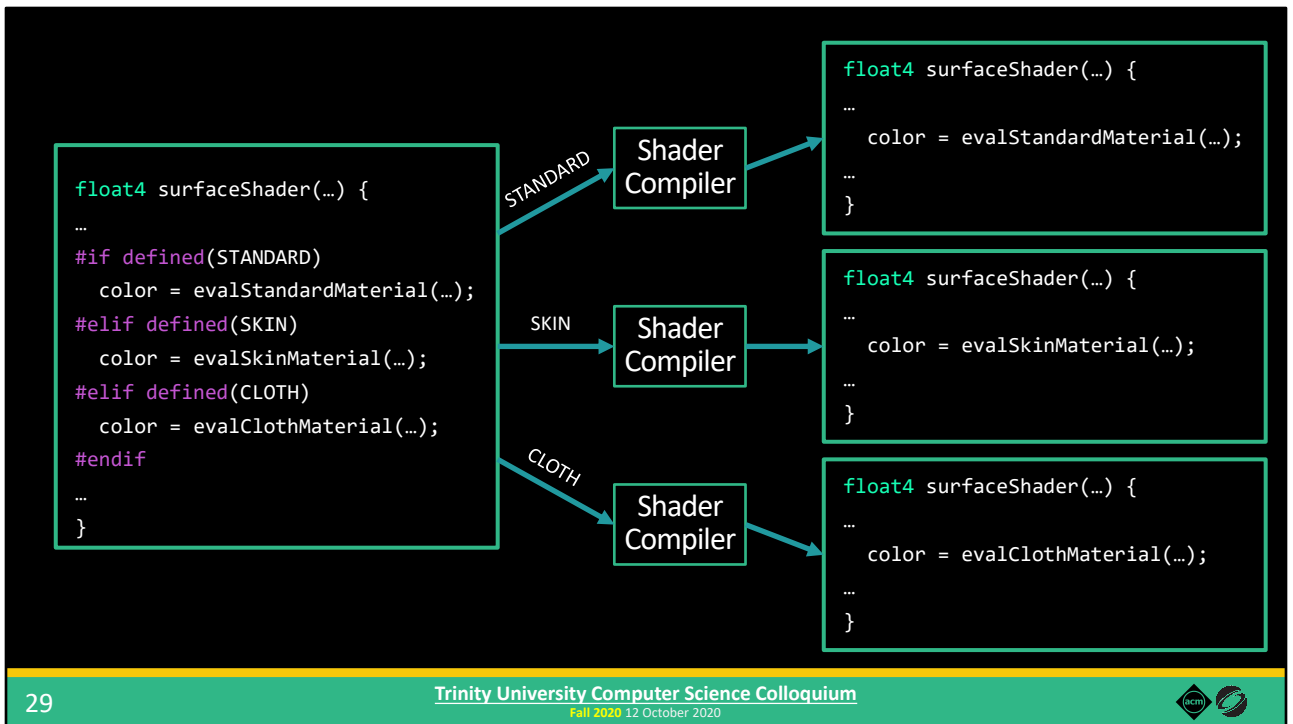 float4 surfaceShader(…) {
…
#if defined(STANDARD)
color = evalStandardMaterial(…);
#elif defined(SKIN)
color = evalSkinMaterial(…);
#elif defined(CLOTH)
color = evalClothMaterial(…);
#endif
…
}
STANDARD
Shader
Compiler
SKIN
Shader
Compiler
CLOTH
Shader
Compiler
float4 surfaceShader(…) {
…
color = evalStandardMaterial(…);
…
}
float4 surfaceShader(…) {
…
color = evalSkinMaterial(…);
…
}
float4 surfaceShader(…) {
…
color = evalClothMaterial(…);
…
}
29
Trinity University Computer Science Colloquium
Fall 2020 12 October 2020
acm